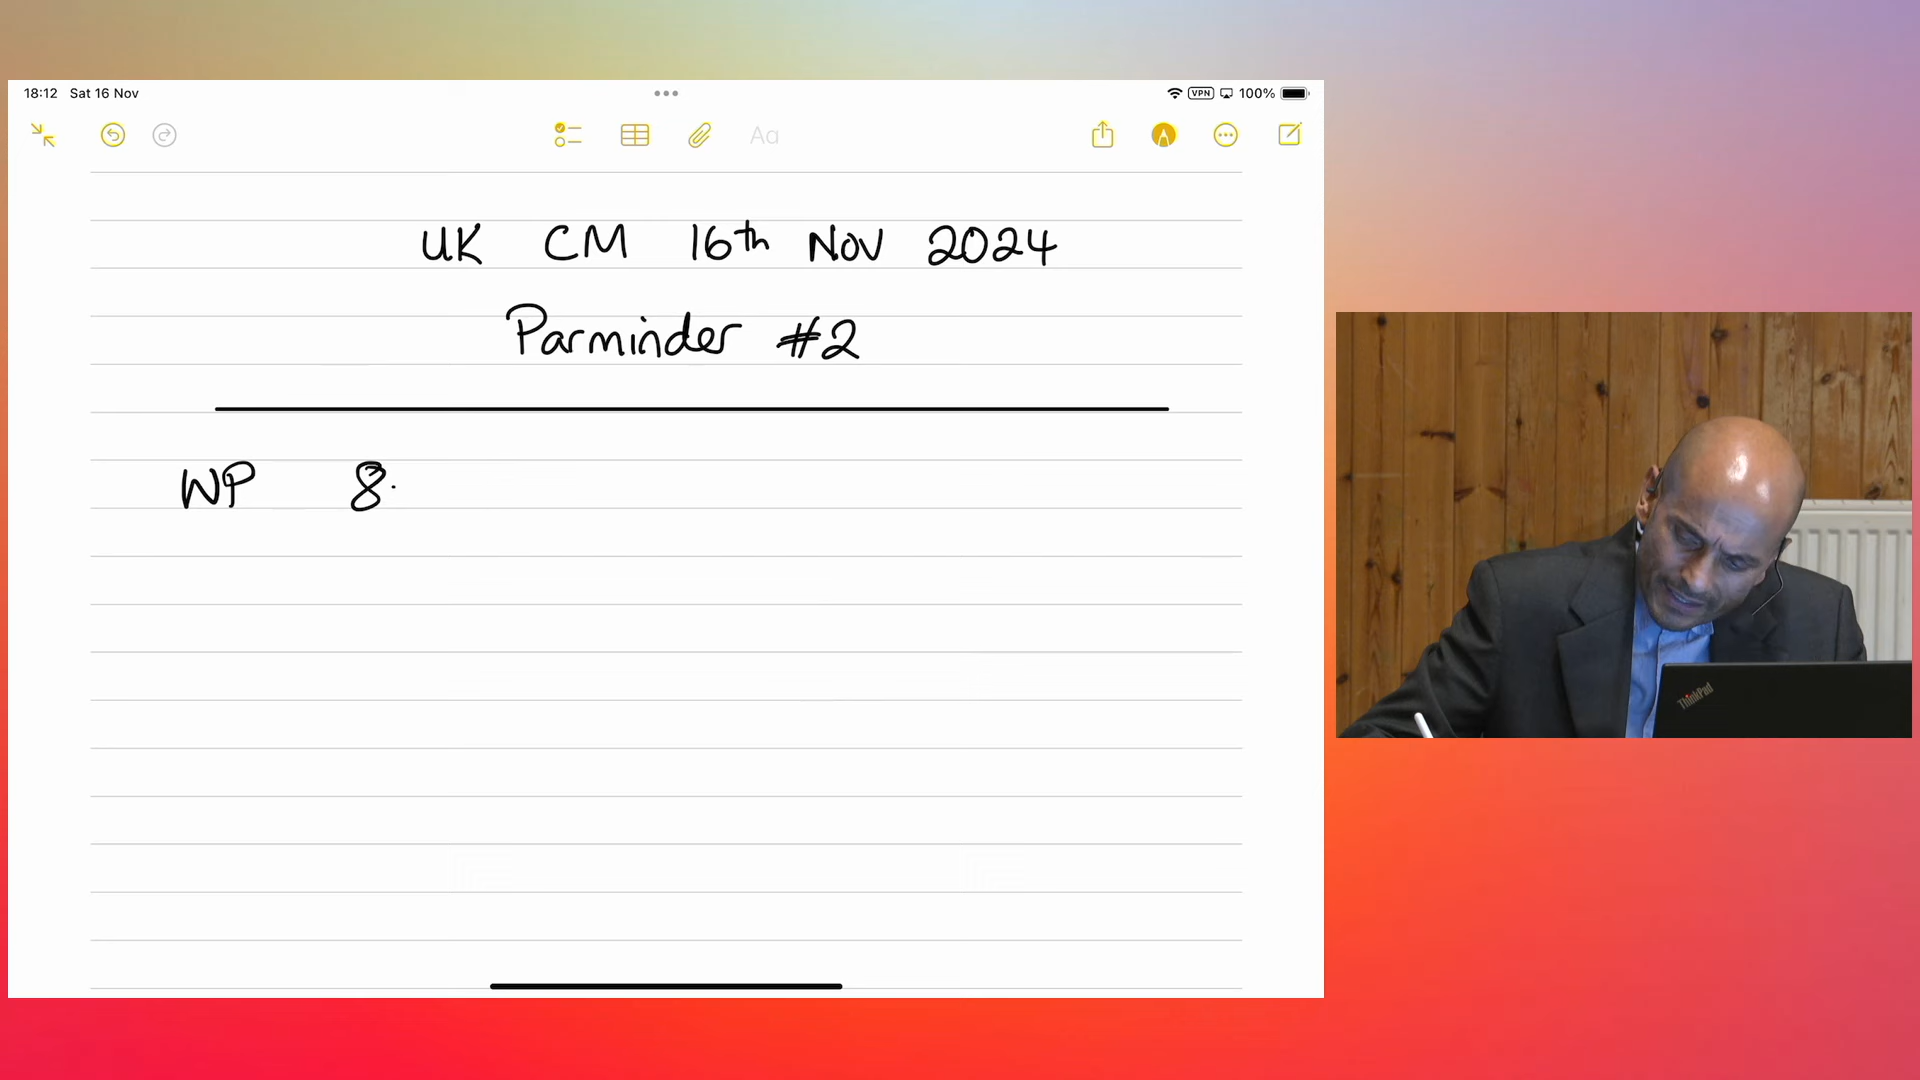 18:12 Sat 16 Nov
VPN 100%
Aa
UK CM 16th Nov 2024
Parminder #2
WP 8.
ThinkPad